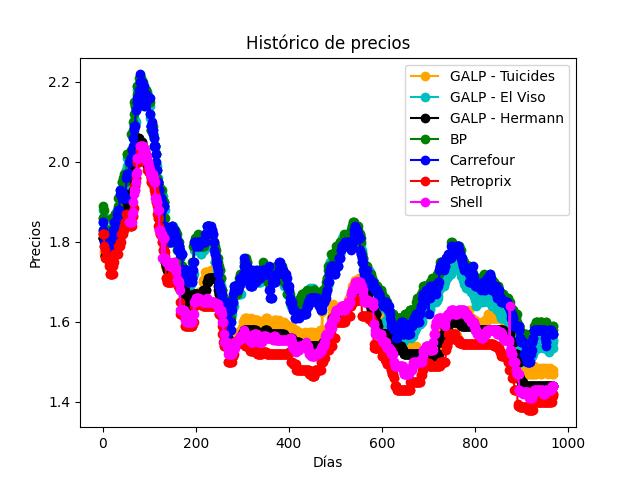 Histórico de precios
GALP - Tuicides
GALP - El Viso
GALP - Hermann
BP
Carrefour
Petroprix
Shell
Precios
2.2
2.0
1.8
1.6
1.4
0 200 400 600 800 1000
Días